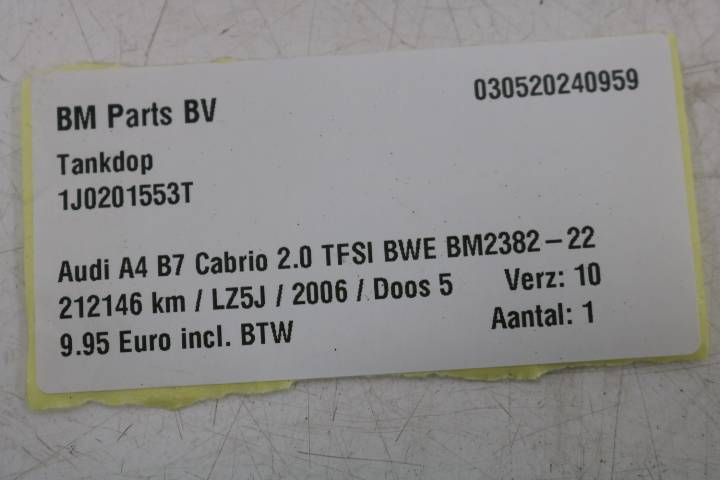 BM Parts BV 030520240959
Tankdop
1J0201553T
Audi A4 B7 Cabrio 2.0 TFSI BWE BM2382-22
212146 km / LZ5J / 2006 / Doos 5 Verz: 10
9.95 Euro incl. BTW Aantal: 1